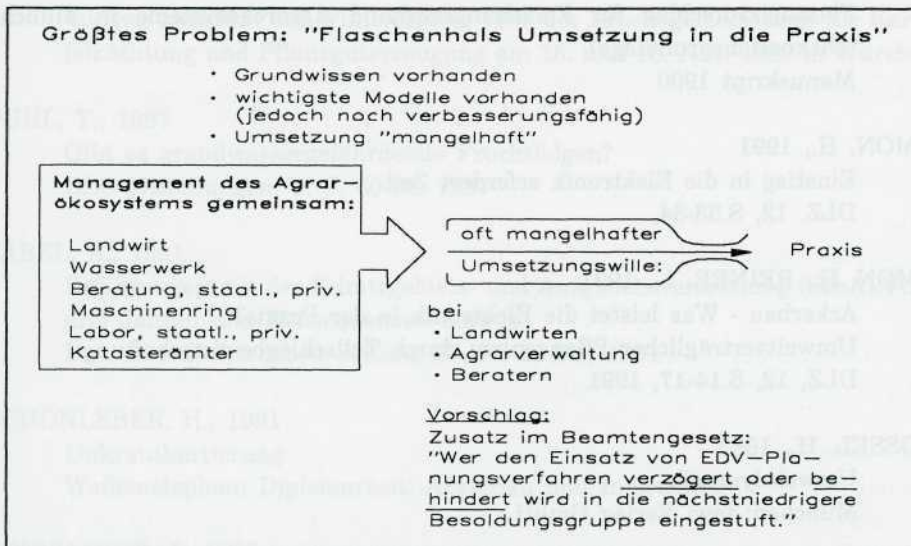 Größtes Problem: "Flaschenhals Umsetzung in die Praxis"
· Grundwissen vorhanden
· wichtigste Modelle vorhanden
(jedoch noch verbesserungsfähig)
· Umsetzung "mangelhaft"
Management des Agrar-
ökosystems gemeinsam:
Landwirt
Wasserwerk
Beratung, staatl., priv.
Maschinenring
Labor, staatl., priv.
Katasterämter
oft mangelhafter
Umsetzungswille:
Praxis
bei
· Landwirten
· Agrarverwaltung
· Beratern
Vorschlag:
Zusatz im Beamtengesetz:
"Wer den Einsatz von EDV-Pla-
nungsverfahren verzögert oder be-
hindert wird in die nächstniedrigere
Besoldungsgruppe eingestuft."